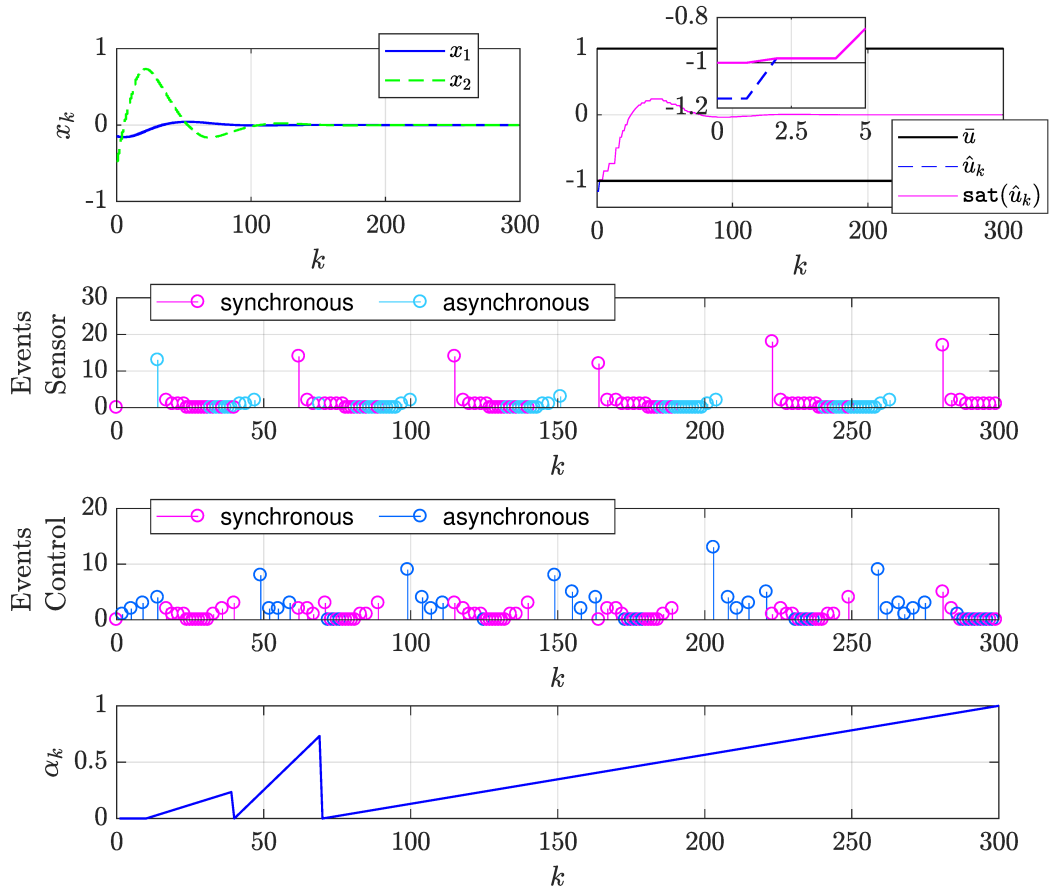 1
0
-1
x_k
x_1
x_2
0
100
200
300
k
1
0
-1
-0.8
-1
-1.2
0
2.5
5
ū
û_k
sat(û_k)
0
100
200
300
k
Events
Sensor
30
20
10
0
synchronous
asynchronous
0
50
100
150
200
250
300
k
Events
Control
20
10
0
synchronous
asynchronous
0
50
100
150
200
250
300
k
α_k
1
0.5
0
0
50
100
150
200
250
300
k